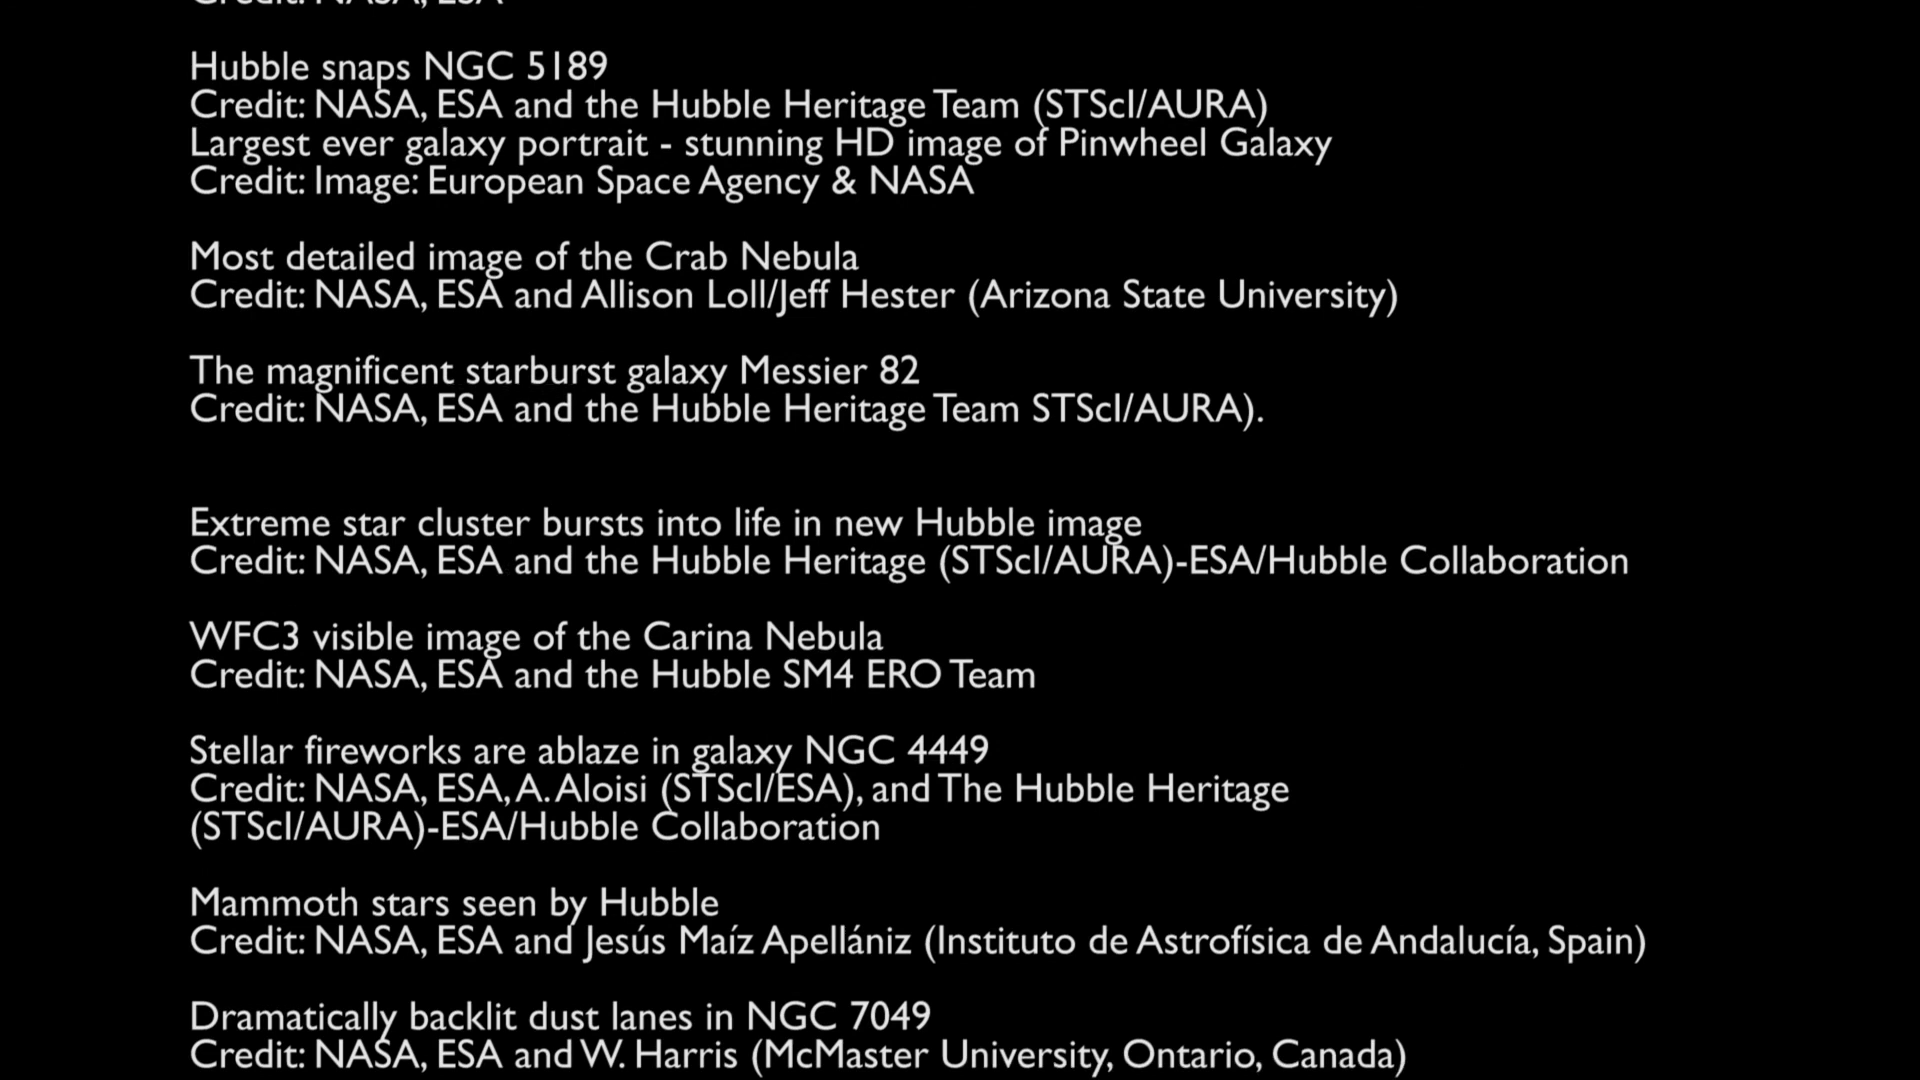 Credit: NASA, ESA
Hubble snaps NGC 5189
Credit: NASA, ESA and the Hubble Heritage Team (STScI/AURA)
Largest ever galaxy portrait - stunning HD image of Pinwheel Galaxy
Credit: Image: European Space Agency & NASA
Most detailed image of the Crab Nebula
Credit: NASA, ESA and Allison Loll/Jeff Hester (Arizona State University)
The magnificent starburst galaxy Messier 82
Credit: NASA, ESA and the Hubble Heritage Team STScI/AURA).
Extreme star cluster bursts into life in new Hubble image
Credit: NASA, ESA and the Hubble Heritage (STScI/AURA)-ESA/Hubble Collaboration
WFC3 visible image of the Carina Nebula
Credit: NASA, ESA and the Hubble SM4 ERO Team
Stellar fireworks are ablaze in galaxy NGC 4449
Credit: NASA, ESA, A. Aloisi (STScI/ESA), and The Hubble Heritage
(STScI/AURA)-ESA/Hubble Collaboration
Mammoth stars seen by Hubble
Credit: NASA, ESA and Jesús Maíz Apellániz (Instituto de Astrofísica de Andalucía, Spain)
Dramatically backlit dust lanes in NGC 7049
Credit: NASA, ESA and W. Harris (McMaster University, Ontario, Canada)